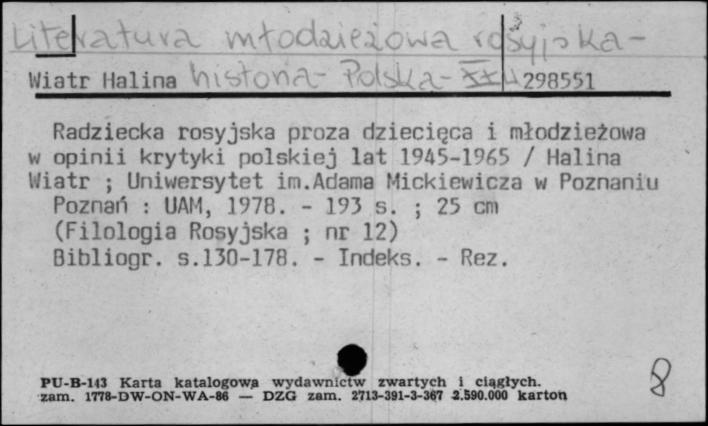 Literatura młodzieżowa rosyjska -
Wiatr Halina historia - Polska - XX w 298551
Radziecka rosyjska proza dziecięca i młodzieżowa
w opinii krytyki polskiej lat 1945-1965 / Halina
Wiatr ; Uniwersytet im.Adama Mickiewicza w Poznaniu
Poznań : UAM, 1978. - 193 s. ; 25 cm
(Filologia Rosyjska ; nr 12)
Bibliogr. s.130-178. - Indeks. - Rez.
PU-B-143 Karta katalogowa wydawnictw zwartych i ciągłych.
zam. 1778-DW-ON-WA-86 — DZG zam. 2713-391-3-367 2.590.000 karton
8